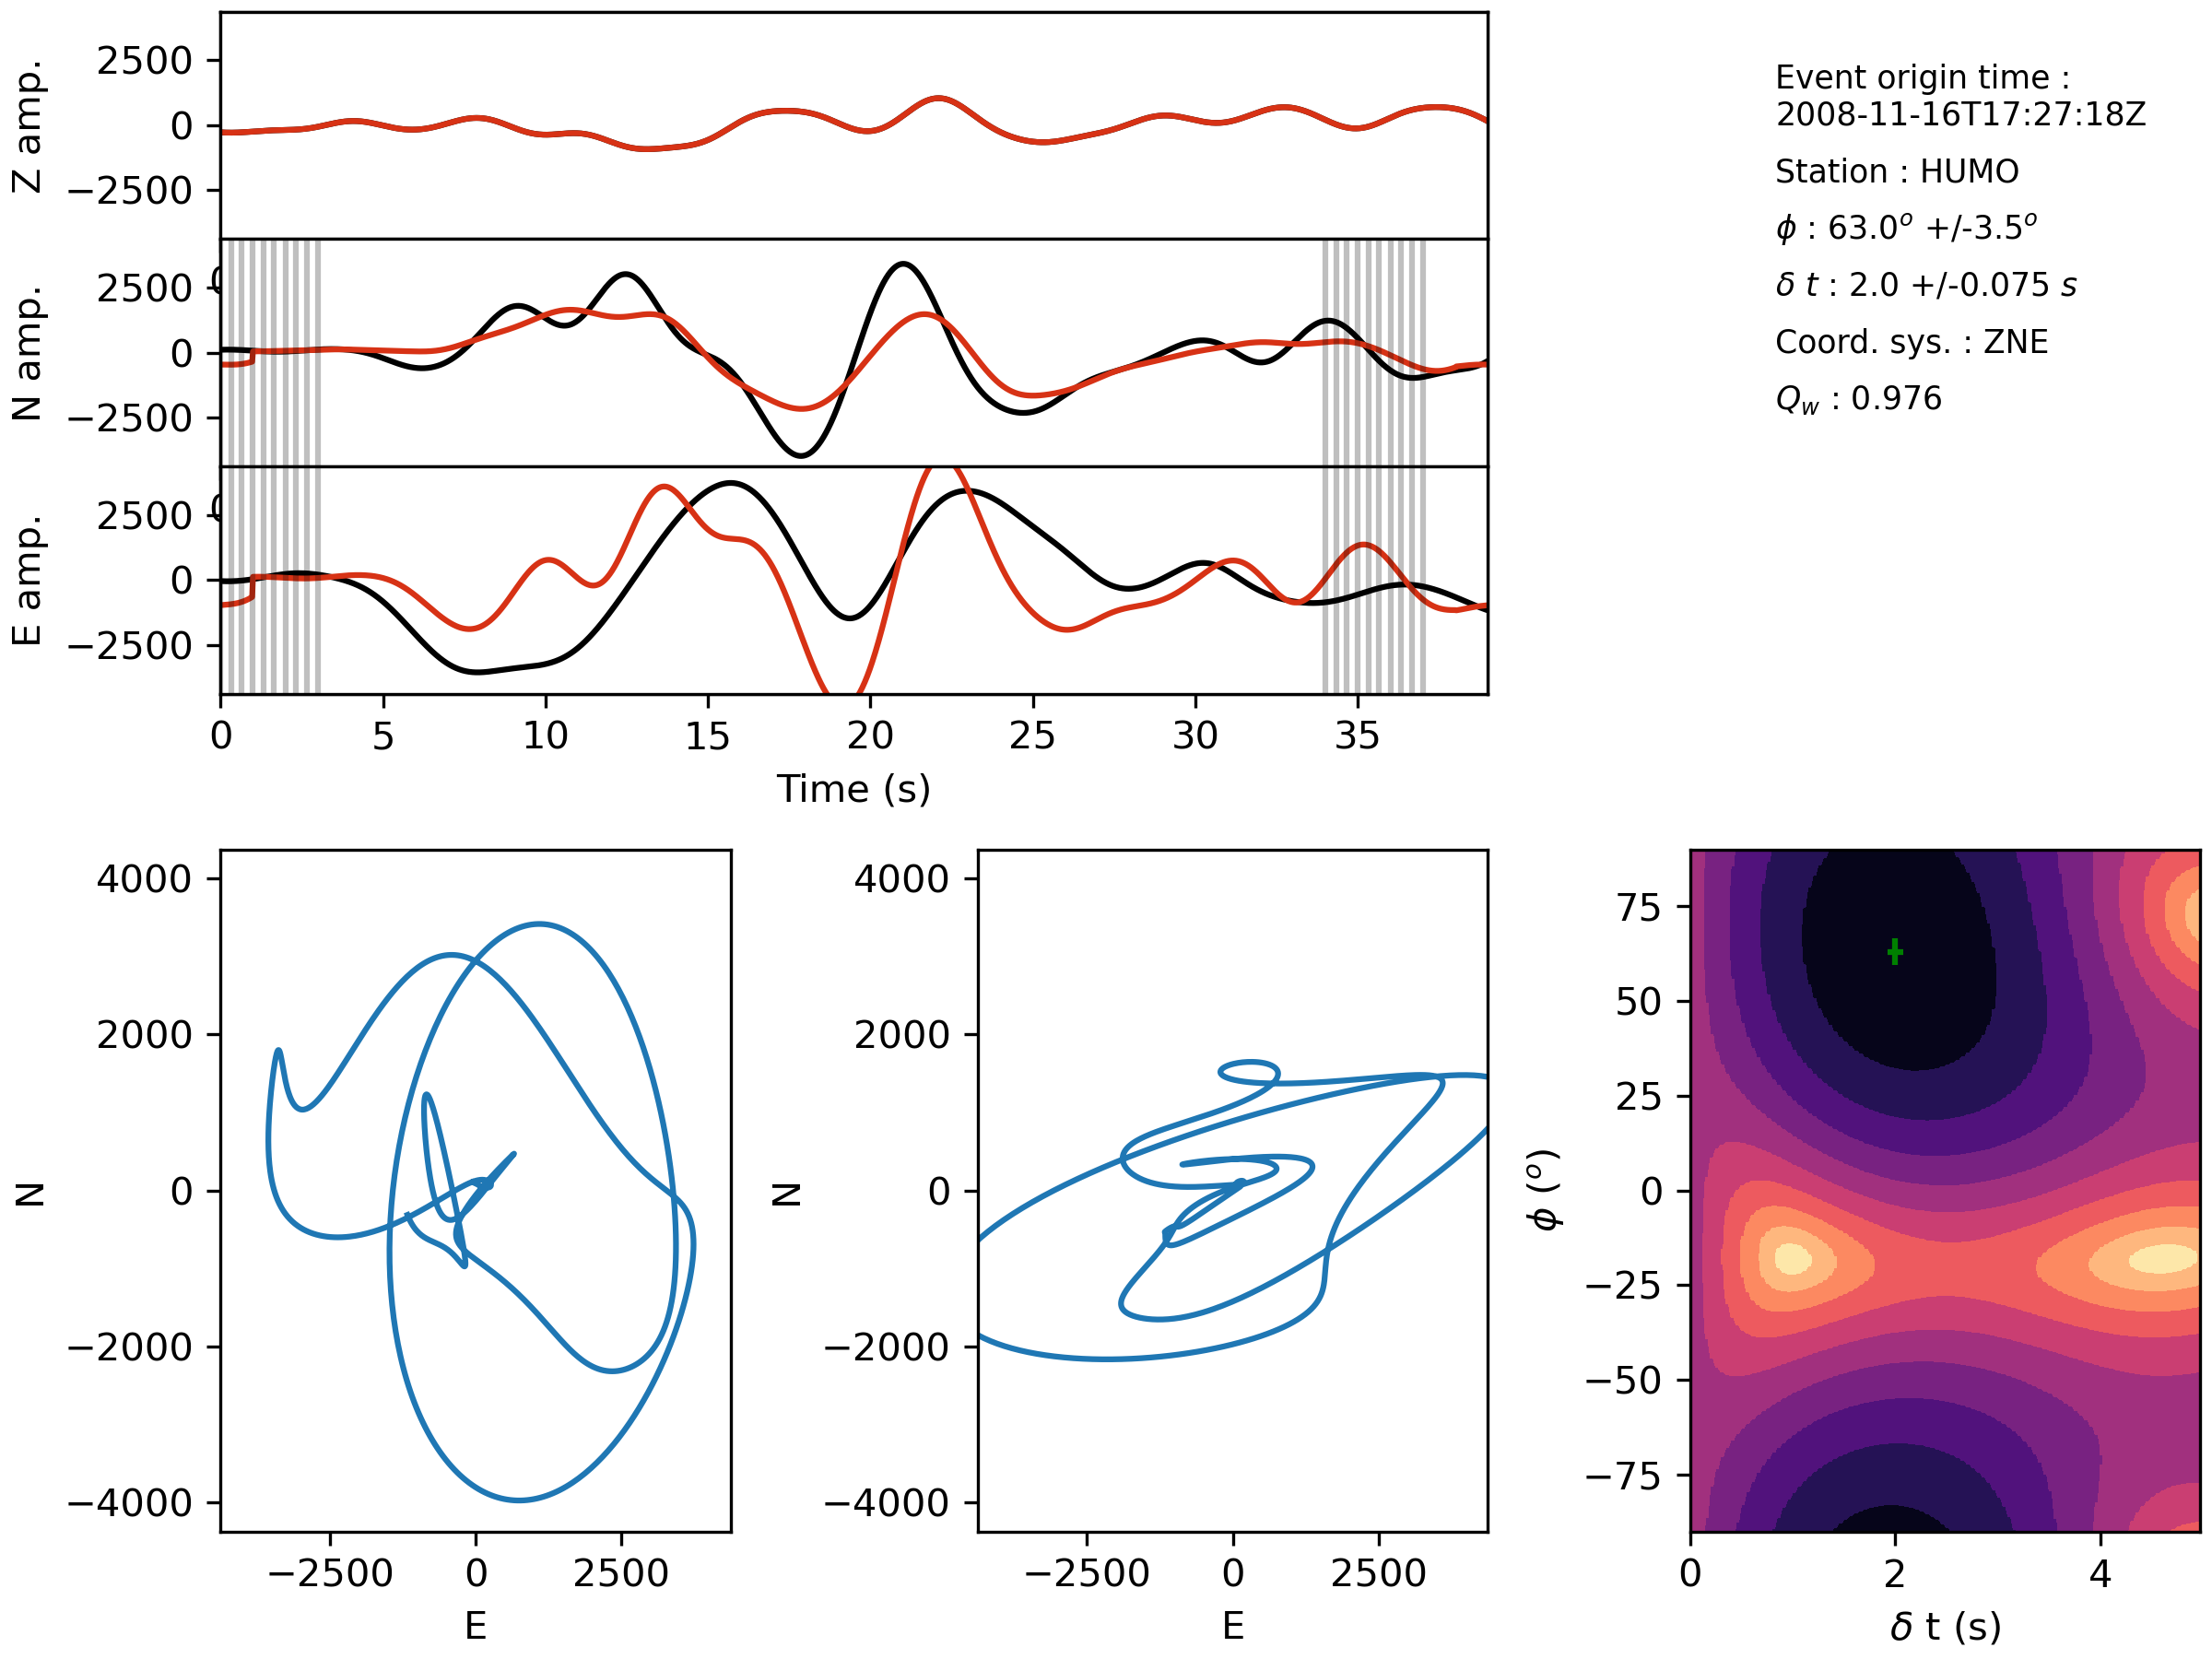 Z amp.
2500
0
−2500
N amp.
2500
0
−2500
E amp.
2500
0
−2500
0 5 10 15 20 25 30 35
Time (s)
Event origin time :
2008-11-16T17:27:18Z
Station : HUMO
ϕ : 63.0° +/-3.5°
δ t : 2.0 +/-0.075 s
Coord. sys. : ZNE
Qw : 0.976
N
4000
2000
0
−2000
−4000
−2500 0 2500
E
N
4000
2000
0
−2000
−4000
−2500 0 2500
E
ϕ (°)
75
50
25
0
−25
−50
−75
0 2 4
δ t (s)